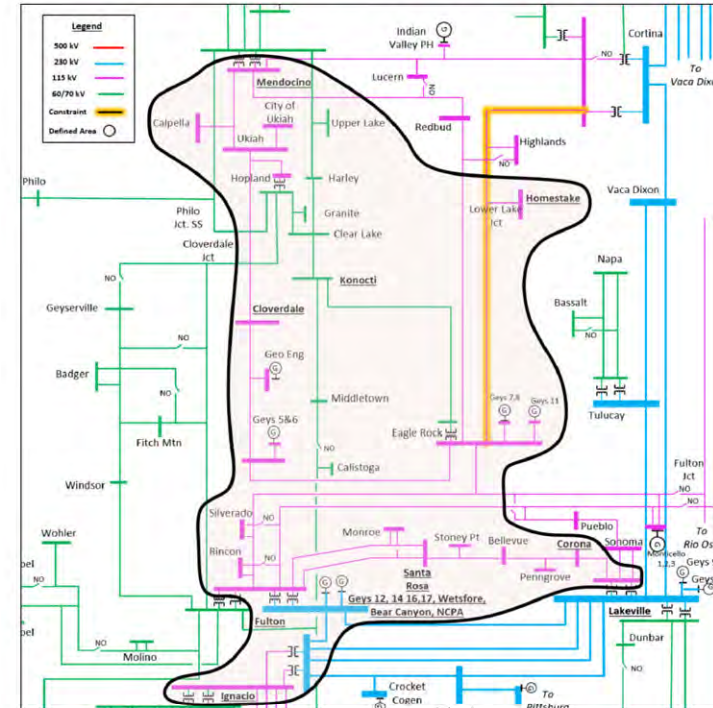 Legend
500 kV
230 kV
115 kV
60/70 kV
Constraint
Defined Area
Indian
Valley PH
G
Cortina
NO
To
Vaca Dixon
Mendocino
Lucern
NO
City of
Ukiah
Calpella
Upper Lake
Redbud
Ukiah
Highlands
NO
Hopland
Harley
Homestake
Philo
Vaca Dixon
Granite
Lower Lake
Jct
Philo
Jct. SS
Clear Lake
Cloverdale
Jct
Napa
NO
Konocti
Bassalt
Geyserville
NO
Cloverdale
NO
Geo Eng
G
Badger
NO
Middletown
Geys 7,8
Geys 11
G
G
Geys 5&6
G
Eagle Rock
Tulucay
Fitch Mtn
NO
Calistoga
Fulton
Jct
Windsor
NO
NO
Silverado
NO
Pueblo
To
Rio Os
Wohler
Monroe
Stoney Pt
Bellevue
Corona
Sonoma
G
Monticello
1,2,3
Rincon
NO
Geys 9
Geys
G
NO
Santa
Rosa
Penngrove
Geys 12, 14 16,17, Wetsfore,
Bear Canyon, NCPA
G
G
Fulton
Lakeville
NO
Molino
Dunbar
NO
Ignacio
Crocket
Cogen
G
G
To
Pittsburg